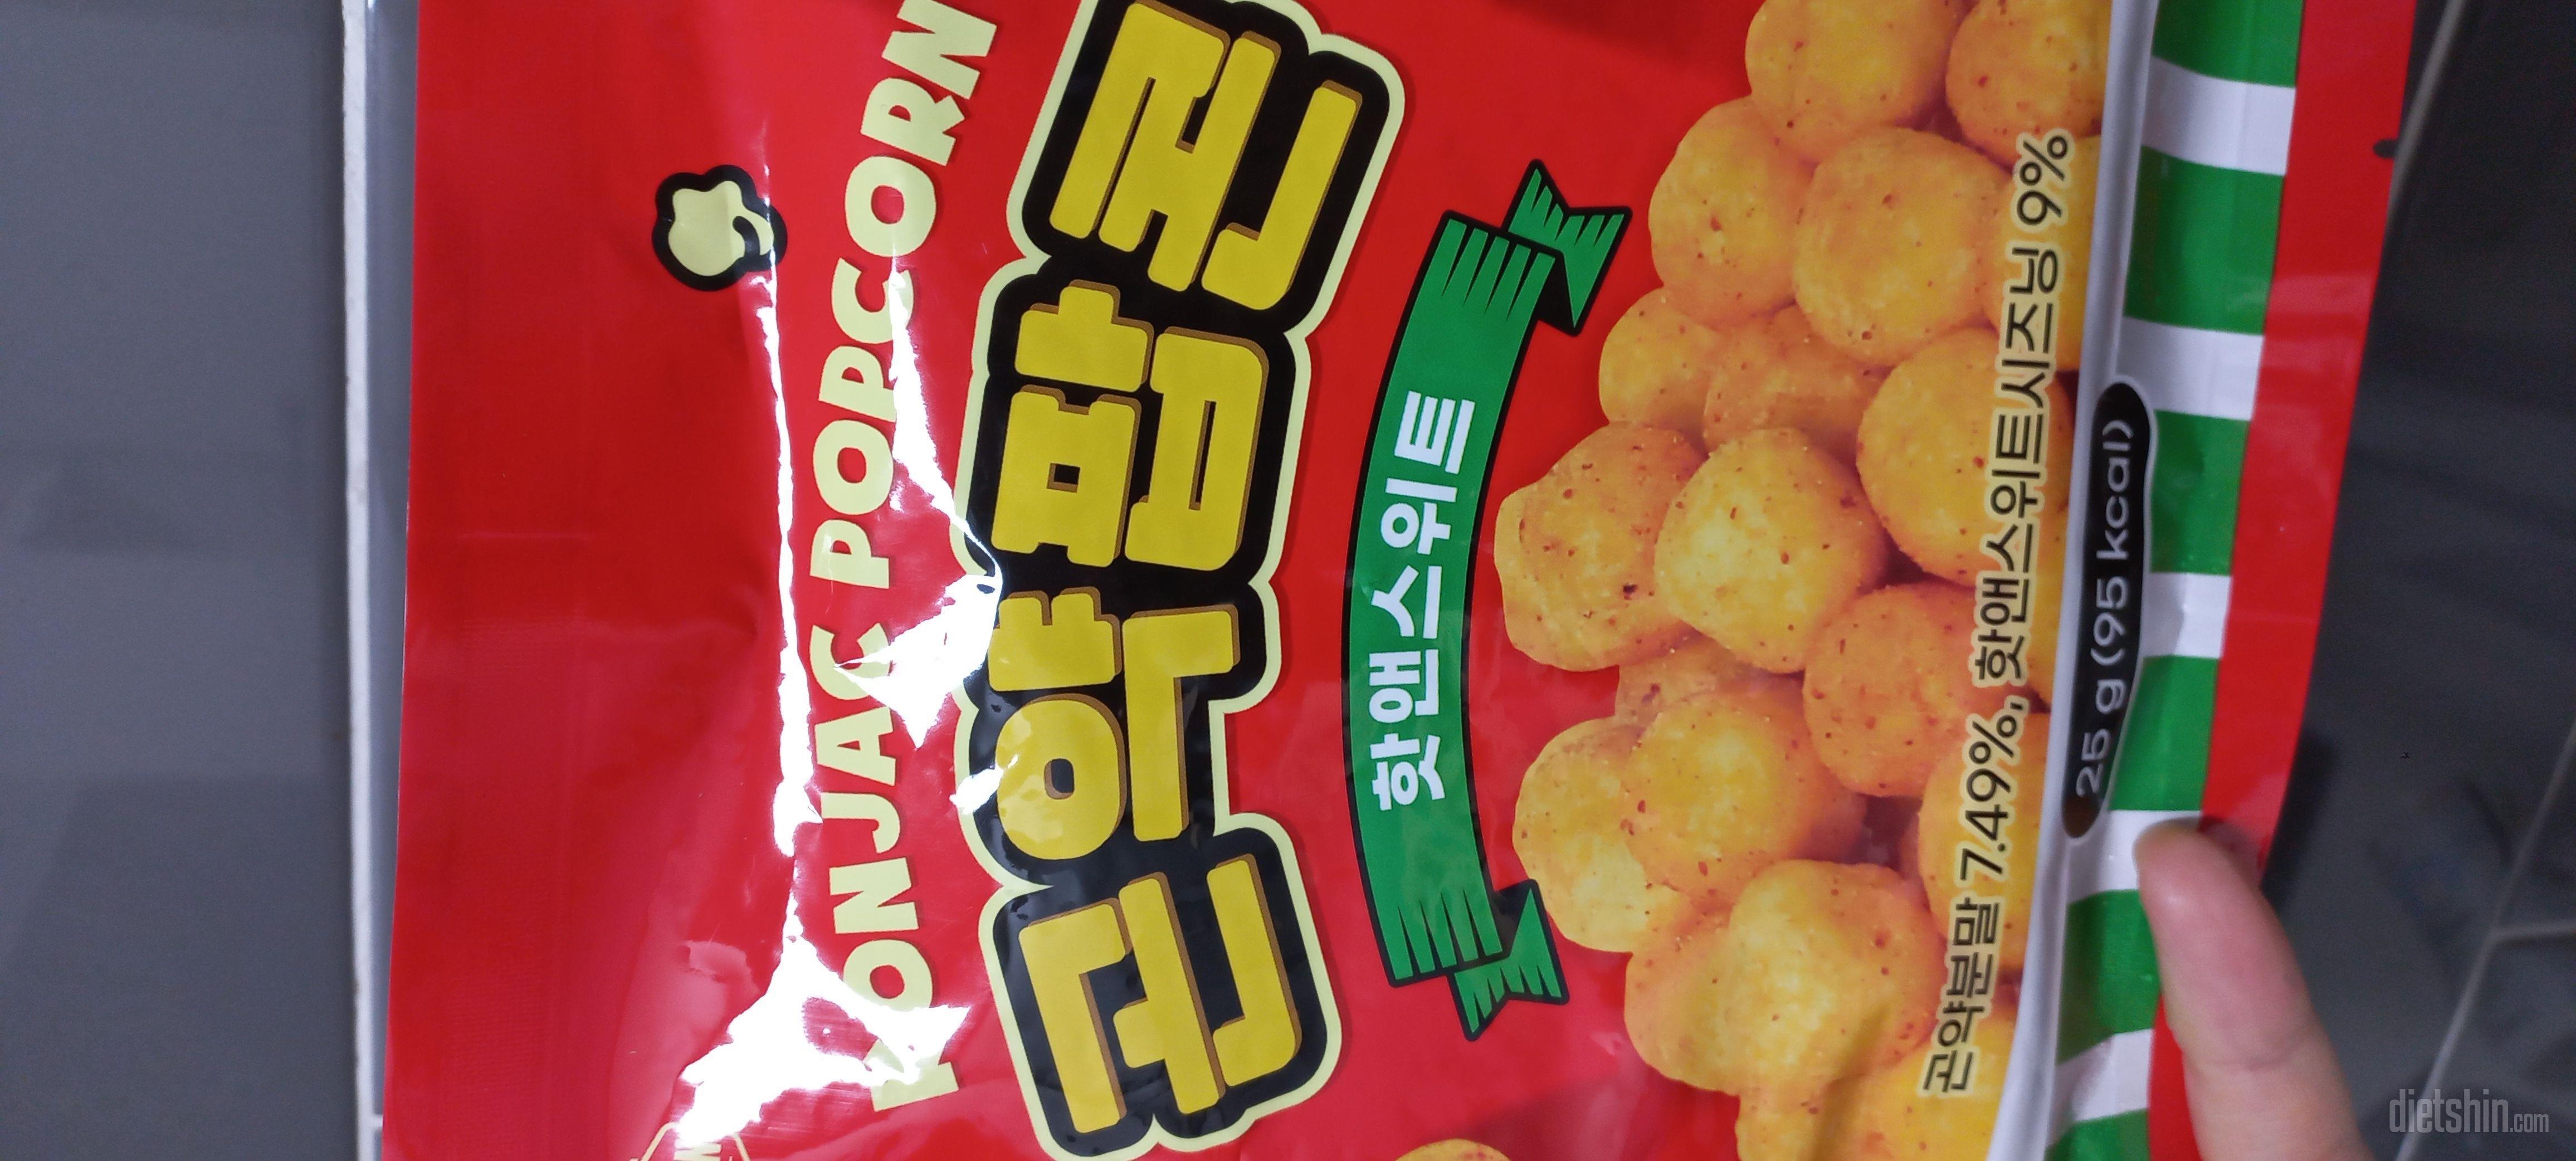 KONJAC POPCORN
곤약팝콘
핫앤스위트
곤약분말 7.49%, 핫앤스위트시즈닝 9%
25 g (95 kcal)
dietshin.com